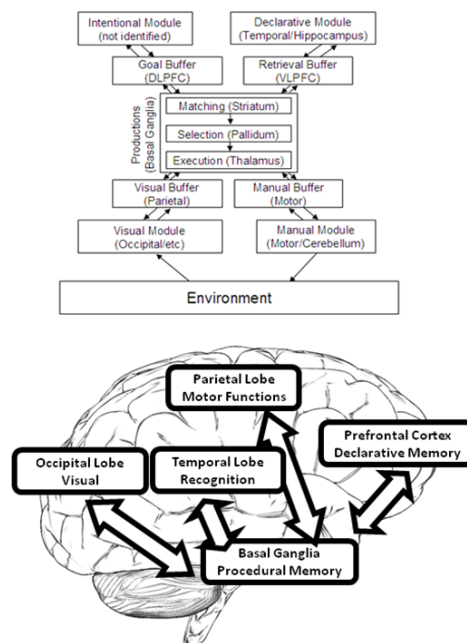 Intentional Module
(not identified)
Declarative Module
(Temporal/Hippocampus)
Goal Buffer
(DLPFC)
Retrieval Buffer
(VLPFC)
Productions
(Basal Ganglia)
Matching (Striatum)
Selection (Pallidum)
Execution (Thalamus)
Visual Buffer
(Parietal)
Manual Buffer
(Motor)
Visual Module
(Occipital/etc)
Manual Module
(Motor/Cerebellum)
Environment
Parietal Lobe
Motor Functions
Prefrontal Cortex
Declarative Memory
Occipital Lobe
Visual
Temporal Lobe
Recognition
Basal Ganglia
Procedural Memory